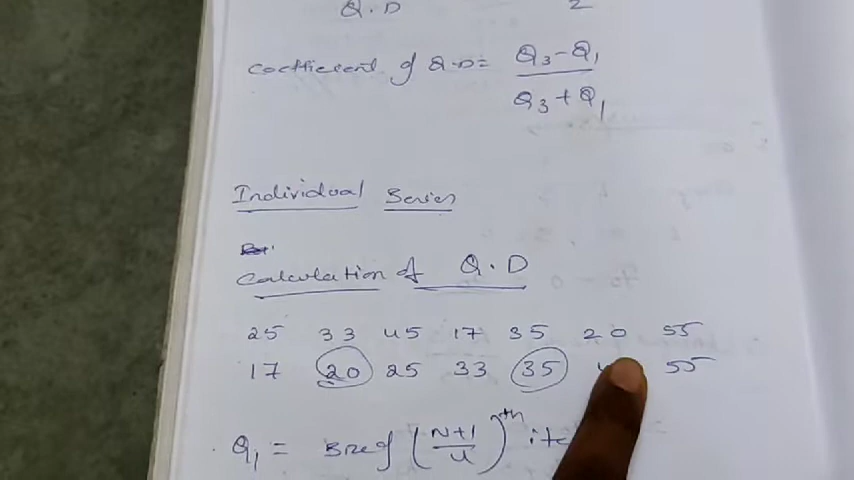 Q.D 2
Coefficient of Q.D = Q3-Q1
Q3+Q1
Individual Series
Calculation of Q.D
25 33 45 17 35 20 55
17 20 25 33 35 55
Q1 = Size of (N+1/4)th ite